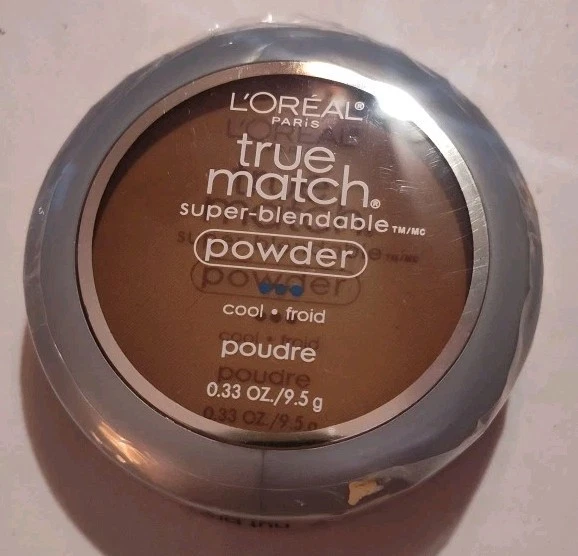 L'ORÉAL®
PARIS
true
match®
super-blendable™/MC
powder
cool • froid
poudre
0.33 OZ./9.5 g